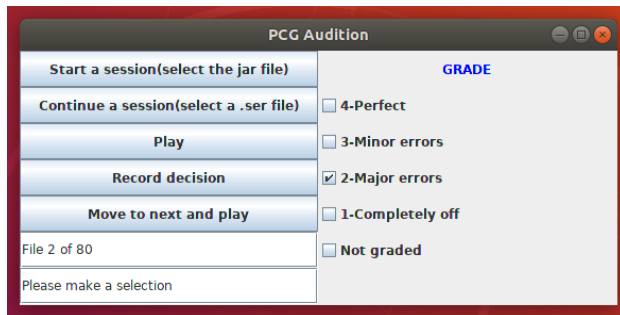 PCG Audition
Start a session(select the jar file)
Continue a session(select a .ser file)
Play
Record decision
Move to next and play
File 2 of 80
Please make a selection
GRADE
4-Perfect
3-Minor errors
2-Major errors
1-Completely off
Not graded